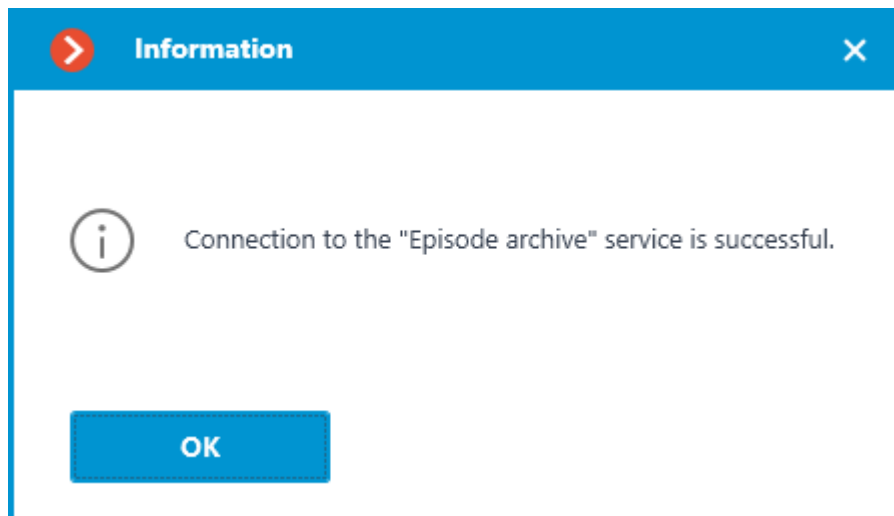 Information
Connection to the "Episode archive" service is successful.
OK